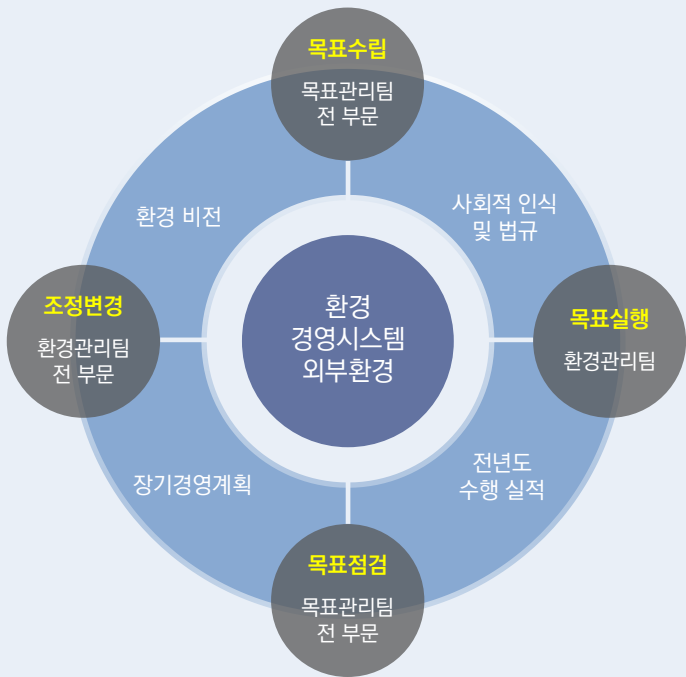 목표수립
목표관리팀
전 부문
환경 비전
사회적 인식
및 법규
조정변경
환경관리팀
전 부문
환경
경영시스템
외부환경
목표실행
환경관리팀
장기경영계획
전년도
수행 실적
목표점검
목표관리팀
전 부문